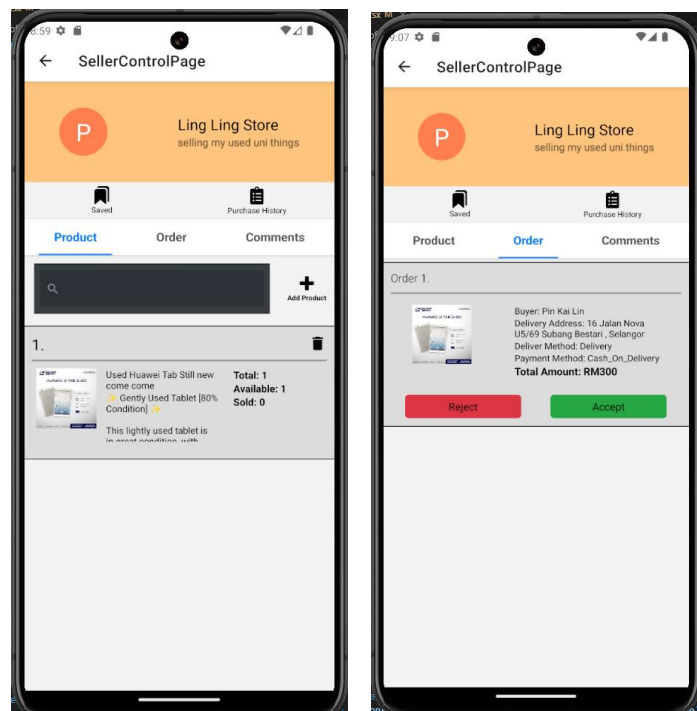 8:59
SellerControlPage
P
Ling Ling Store
selling my used uni things
Saved
Purchase History
Product
Order
Comments
Add Product
1.
Used Huawei Tab Still new
come come
✨ Gently Used Tablet [80%
Condition] ✨
This lightly used tablet is
in great condition, with
Total: 1
Available: 1
Sold: 0
9:07
SellerControlPage
P
Ling Ling Store
selling my used uni things
Saved
Purchase History
Product
Order
Comments
Order 1.
Buyer: Pin Kai Lin
Delivery Address: 16 Jalan Nova
U5/69 Subang Bestari , Selangor
Deliver Method: Delivery
Payment Method: Cash_On_Delivery
Total Amount: RM300
Reject
Accept